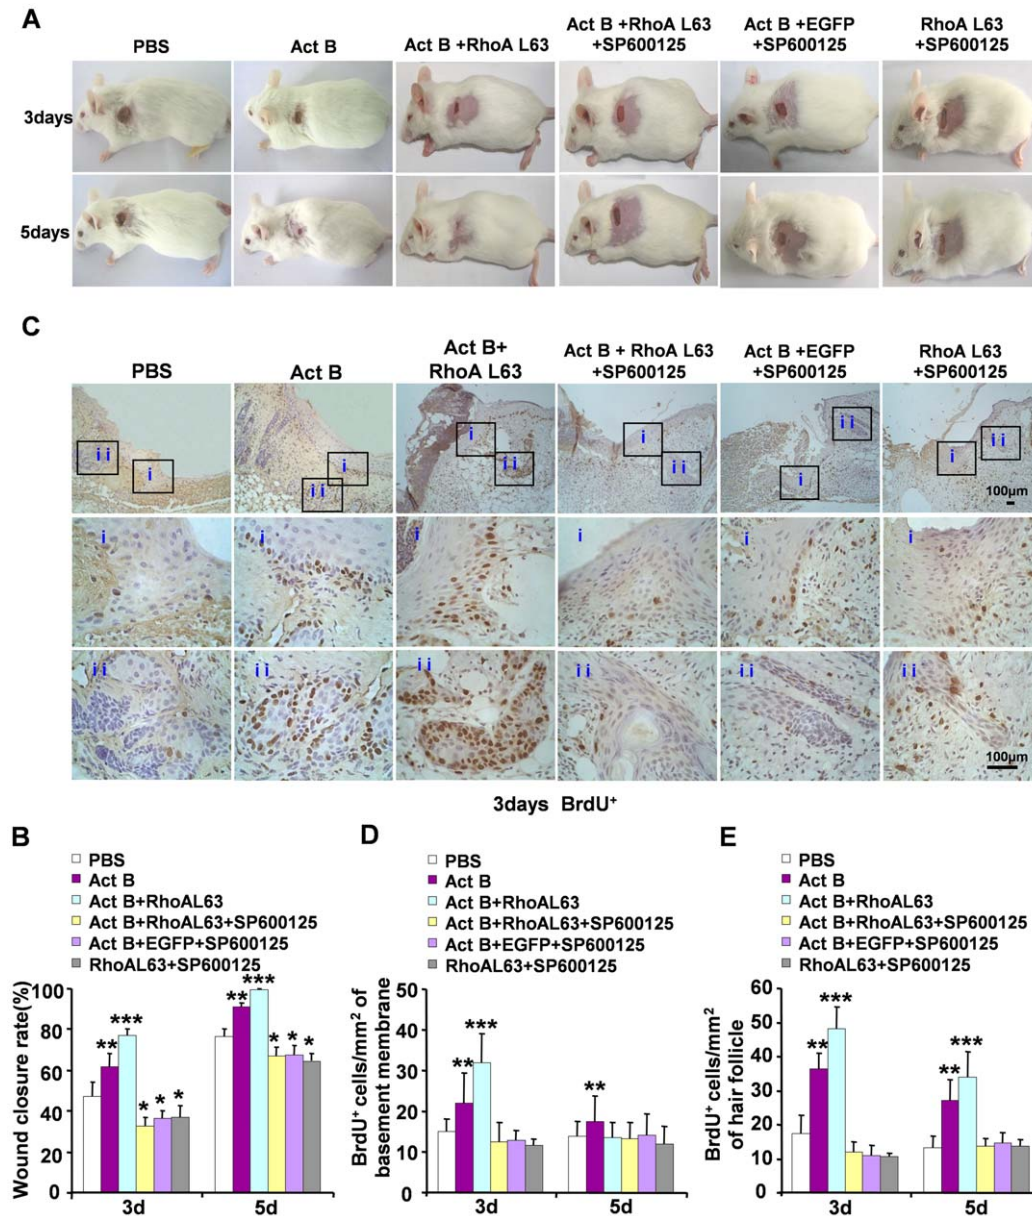 A
PBS
Act B
Act B +RhoA L63
Act B +RhoA L63
+SP600125
Act B +EGFP
+SP600125
RhoA L63
+SP600125
3days
5days
C
PBS
Act B
Act B+
RhoA L63
Act B + RhoA L63
+SP600125
Act B +EGFP
+SP600125
RhoA L63
+SP600125
ii
i
i
ii
i
ii
i
ii
ii
i
ii
i
100μm
i
i
i
i
i
i
ii
ii
ii
ii
ii
ii
100μm
3days BrdU⁺
B
PBS
Act B
Act B+RhoAL63
Act B+RhoAL63+SP600125
Act B+EGFP+SP600125
RhoAL63+SP600125
Wound closure rate(%)
100
80
60
40
20
0
**
***
*
*
*
**
***
*
*
*
3d
5d
D
PBS
Act B
Act B+RhoAL63
Act B+RhoAL63+SP600125
Act B+EGFP+SP600125
RhoAL63+SP600125
BrdU⁺ cells/mm² of
basement membrane
50
40
30
20
10
0
**
***
**
3d
5d
E
PBS
Act B
Act B+RhoAL63
Act B+RhoAL63+SP600125
Act B+EGFP+SP600125
RhoAL63+SP600125
BrdU⁺ cells/mm²
of hair follicle
60
50
40
30
20
10
0
**
***
**
***
3d
5d